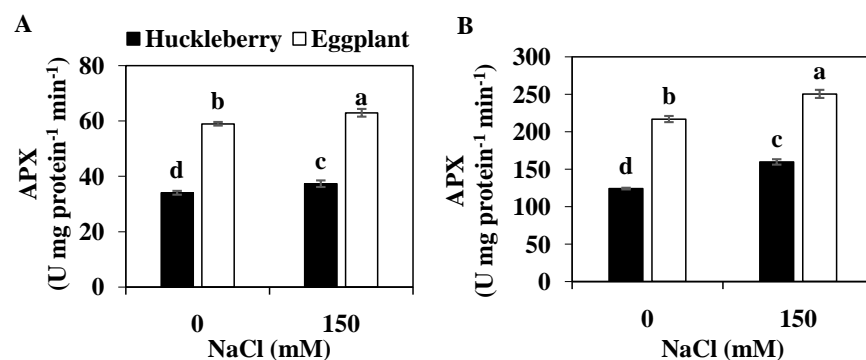 A
■Huckleberry □Eggplant
APX
(U mg protein⁻¹ min⁻¹)
80
60
40
20
0
d
b
c
a
0
150
NaCl (mM)
B
APX
(U mg protein⁻¹ min⁻¹)
300
250
200
150
100
50
0
d
b
c
a
0
150
NaCl (mM)